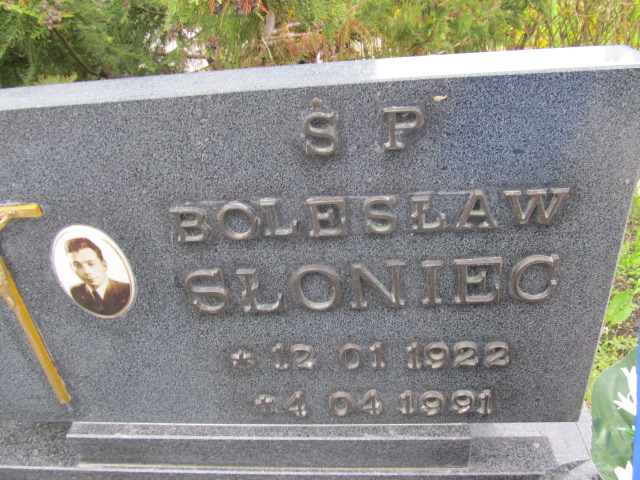 Ś P
BOLESŁAW
SŁONIEC
* 12 01 1922
✝ 4 04 1991